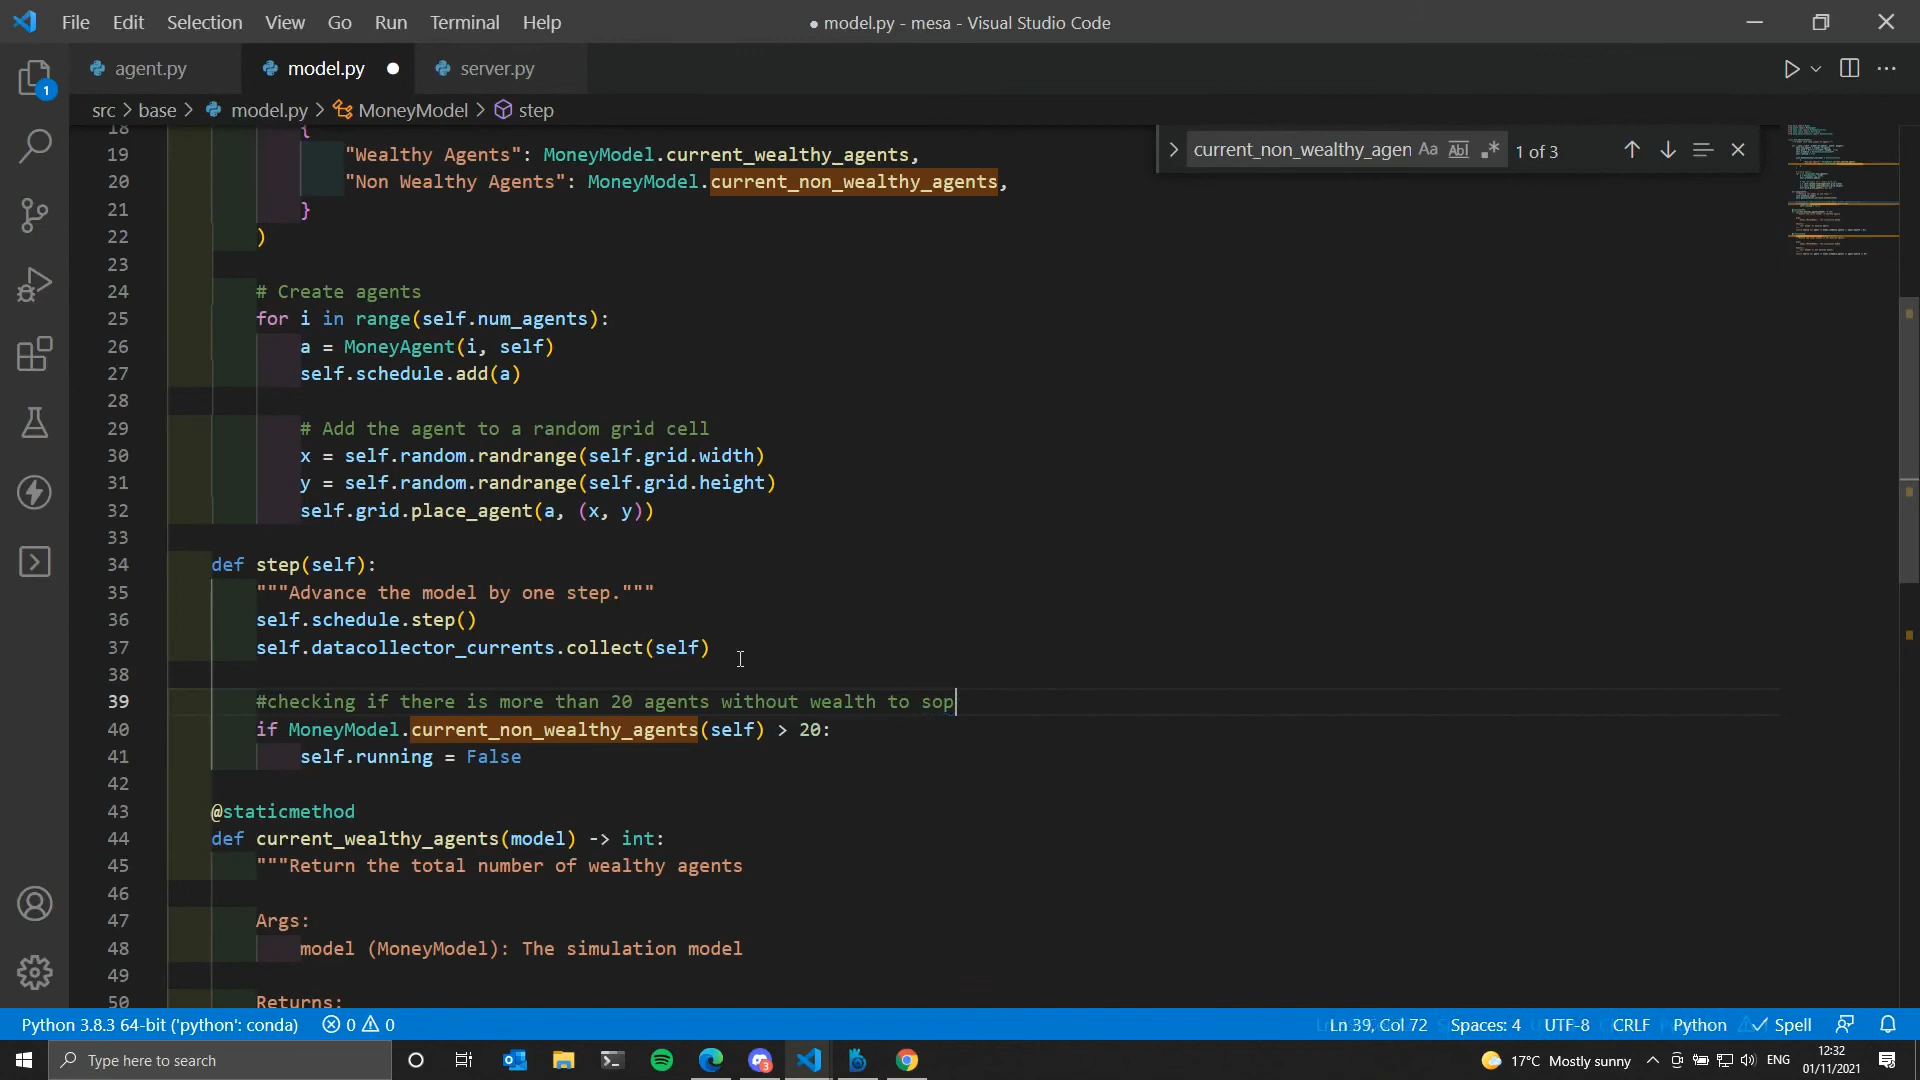 File Edit Selection View Go Run Terminal Help
● model.py - mesa - Visual Studio Code
1
agent.py
model.py
server.py
src > base > model.py > MoneyModel > step
current_non_wealthy_agen
Aa Abl .*
1 of 3
18 {
19 "Wealthy Agents": MoneyModel.current_wealthy_agents,
20 "Non Wealthy Agents": MoneyModel.current_non_wealthy_agents,
21 }
22 )
23
24 # Create agents
25 for i in range(self.num_agents):
26 a = MoneyAgent(i, self)
27 self.schedule.add(a)
28
29 # Add the agent to a random grid cell
30 x = self.random.randrange(self.grid.width)
31 y = self.random.randrange(self.grid.height)
32 self.grid.place_agent(a, (x, y))
33
34 def step(self):
35 """Advance the model by one step."""
36 self.schedule.step()
37 self.datacollector_currents.collect(self)
38
39 #checking if there is more than 20 agents without wealth to sop
40 if MoneyModel.current_non_wealthy_agents(self) > 20:
41 self.running = False
42
43 @staticmethod
44 def current_wealthy_agents(model) -> int:
45 """Return the total number of wealthy agents
46
47 Args:
48 model (MoneyModel): The simulation model
49
50 Returns:
Python 3.8.3 64-bit ('python': conda) 0 0
Ln 39, Col 72 Spaces: 4 UTF-8 CRLF Python Spell
Type here to search
3
17°C Mostly sunny
ENG
12:32
01/11/2021